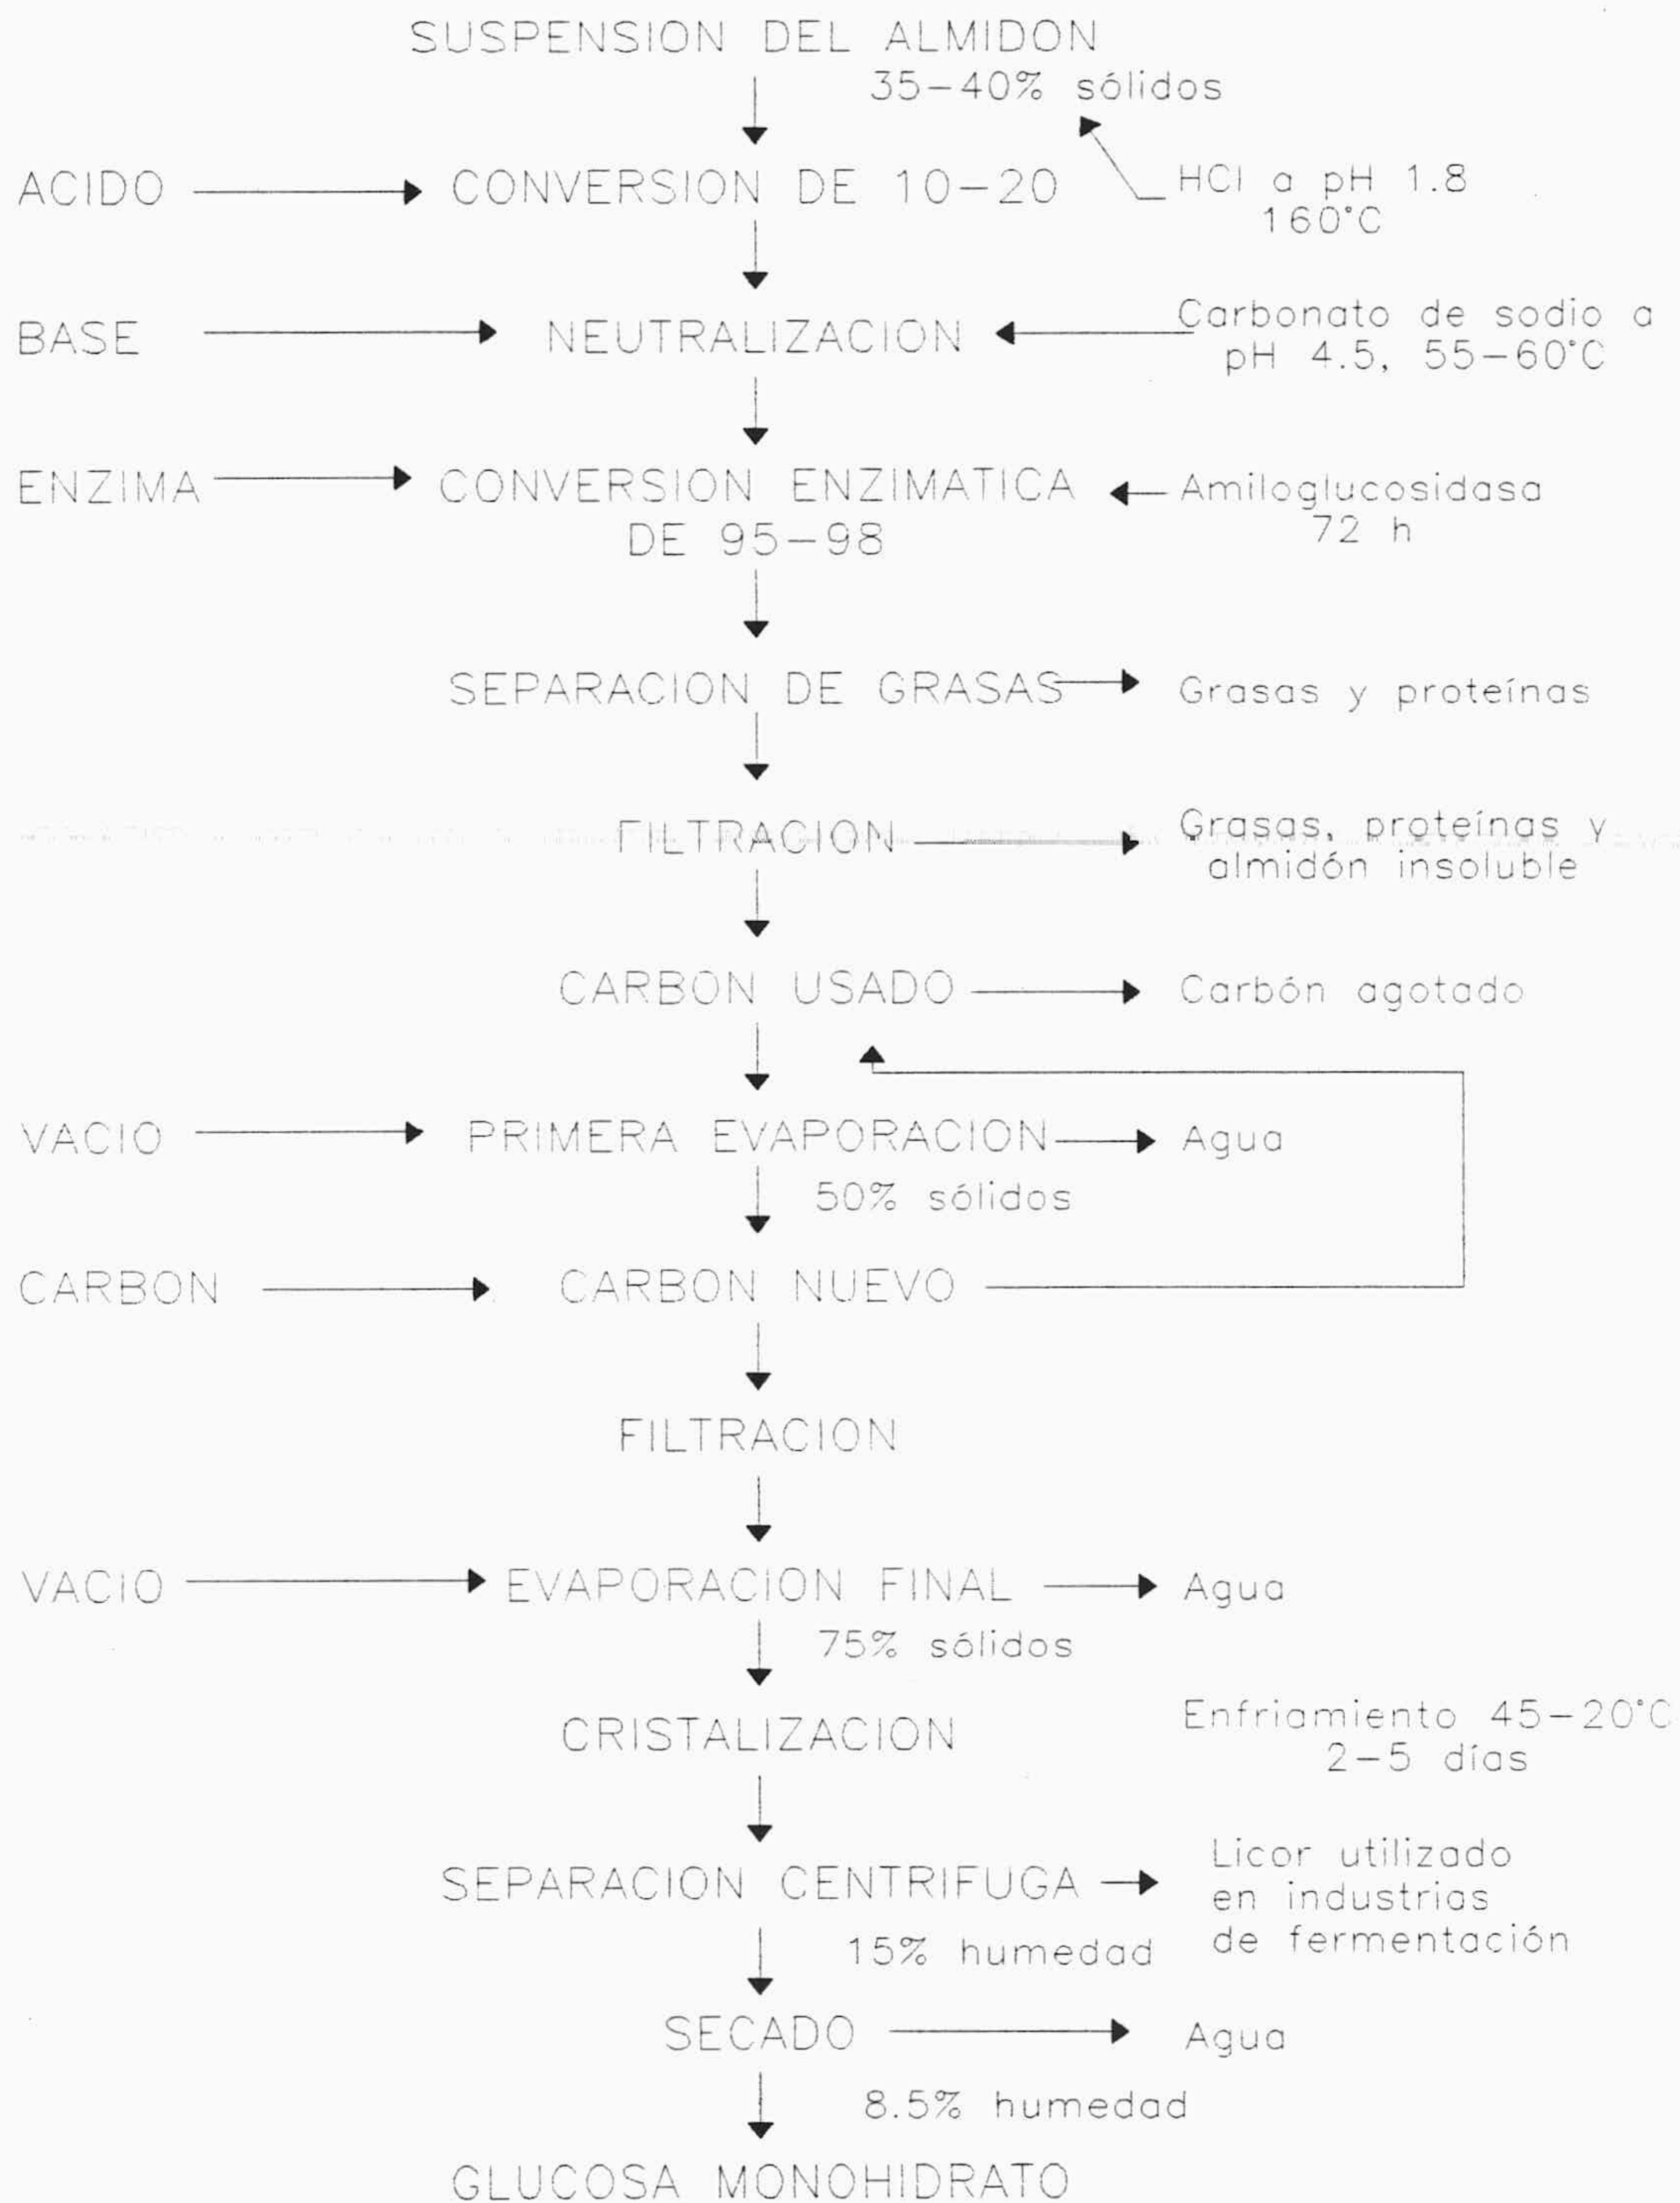 SUSPENSION DEL ALMIDON
35-40% sólidos
ACIDO
CONVERSION DE 10-20
HCl a pH 1.8
160°C
BASE
NEUTRALIZACION
Carbonato de sodio a
pH 4.5, 55-60°C
ENZIMA
CONVERSION ENZIMATICA
DE 95-98
Amiloglucosidasa
72 h
SEPARACION DE GRASAS
Grasas y proteínas
FILTRACION
Grasas, proteínas y
almidón insoluble
CARBON USADO
Carbón agotado
VACIO
PRIMERA EVAPORACION
Agua
50% sólidos
CARBON
CARBON NUEVO
FILTRACION
VACIO
EVAPORACION FINAL
Agua
75% sólidos
CRISTALIZACION
Enfriamiento 45-20°C
2-5 días
SEPARACION CENTRIFUGA
Licor utilizado
en industrias
de fermentación
15% humedad
SECADO
Agua
8.5% humedad
GLUCOSA MONOHIDRATO